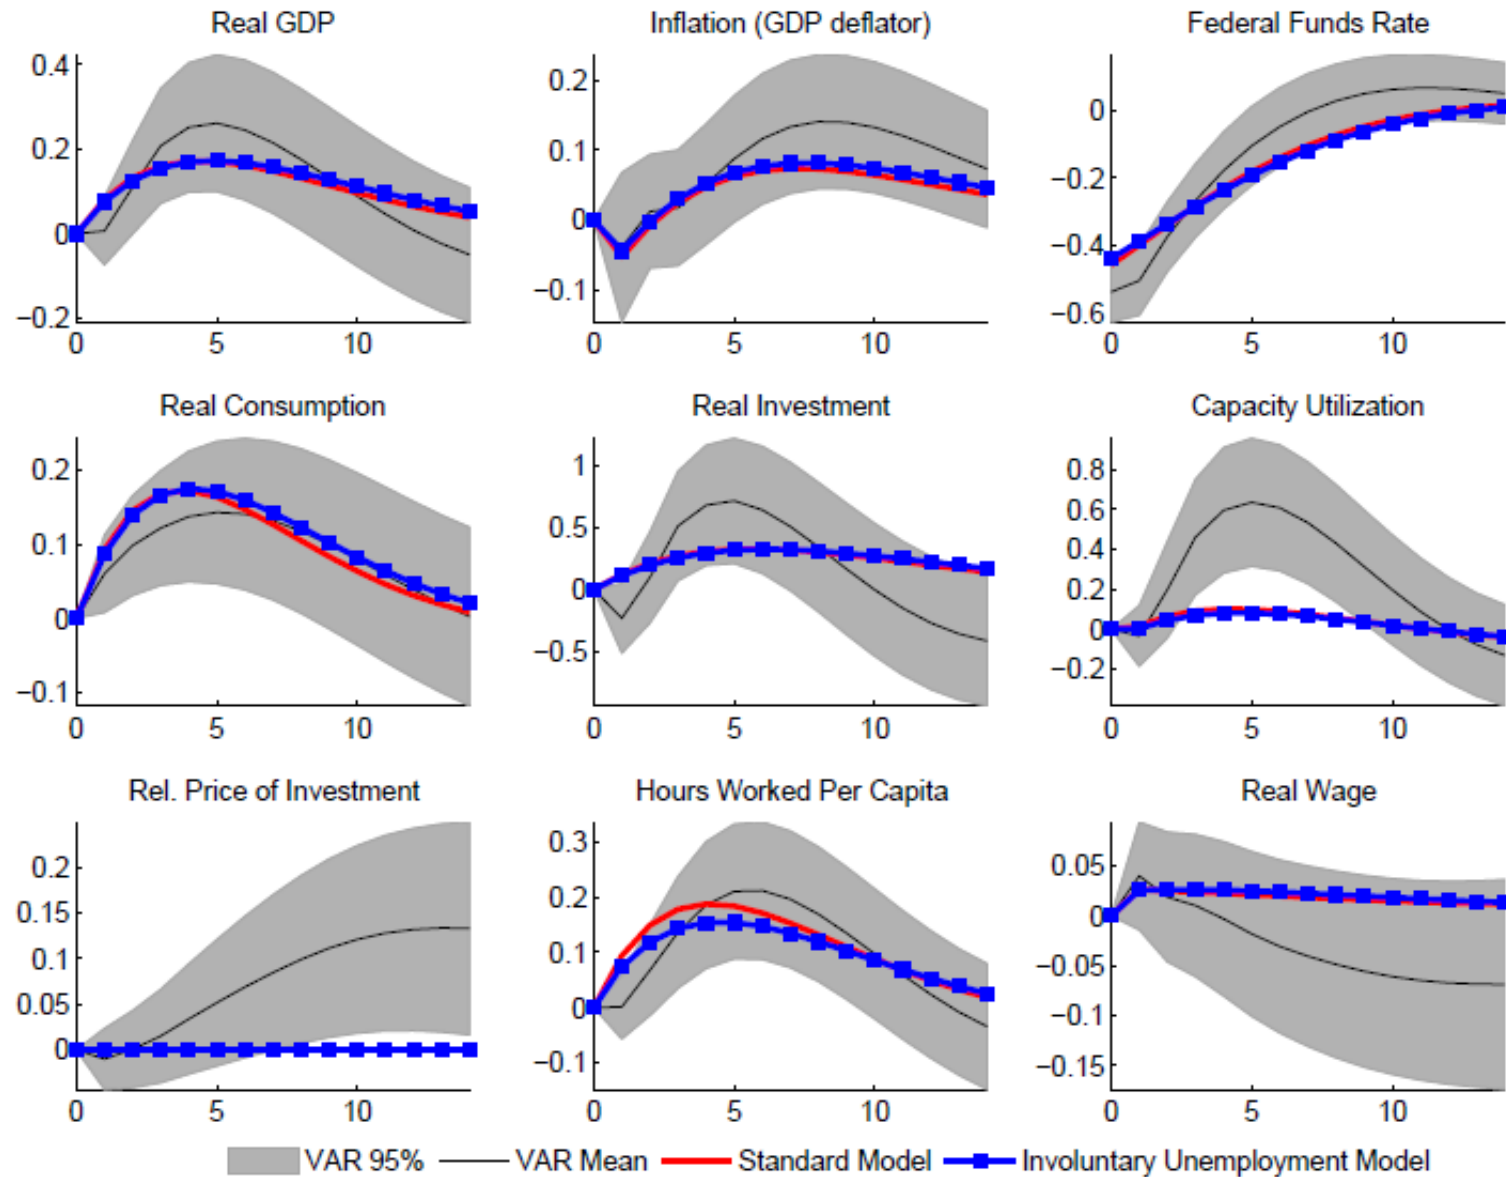 Real GDP
0.4
0.2
0
−0.2
0 5 10
Inflation (GDP deflator)
0.2
0.1
0
−0.1
0 5 10
Federal Funds Rate
0
−0.2
−0.4
−0.6
0 5 10
Real Consumption
0.2
0.1
0
−0.1
0 5 10
Real Investment
1
0.5
0
−0.5
0 5 10
Capacity Utilization
0.8
0.6
0.4
0.2
0
−0.2
0 5 10
Rel. Price of Investment
0.2
0.15
0.1
0.05
0
0 5 10
Hours Worked Per Capita
0.3
0.2
0.1
0
−0.1
0 5 10
Real Wage
0.05
0
−0.05
−0.1
−0.15
0 5 10
VAR 95% VAR Mean Standard Model Involuntary Unemployment Model